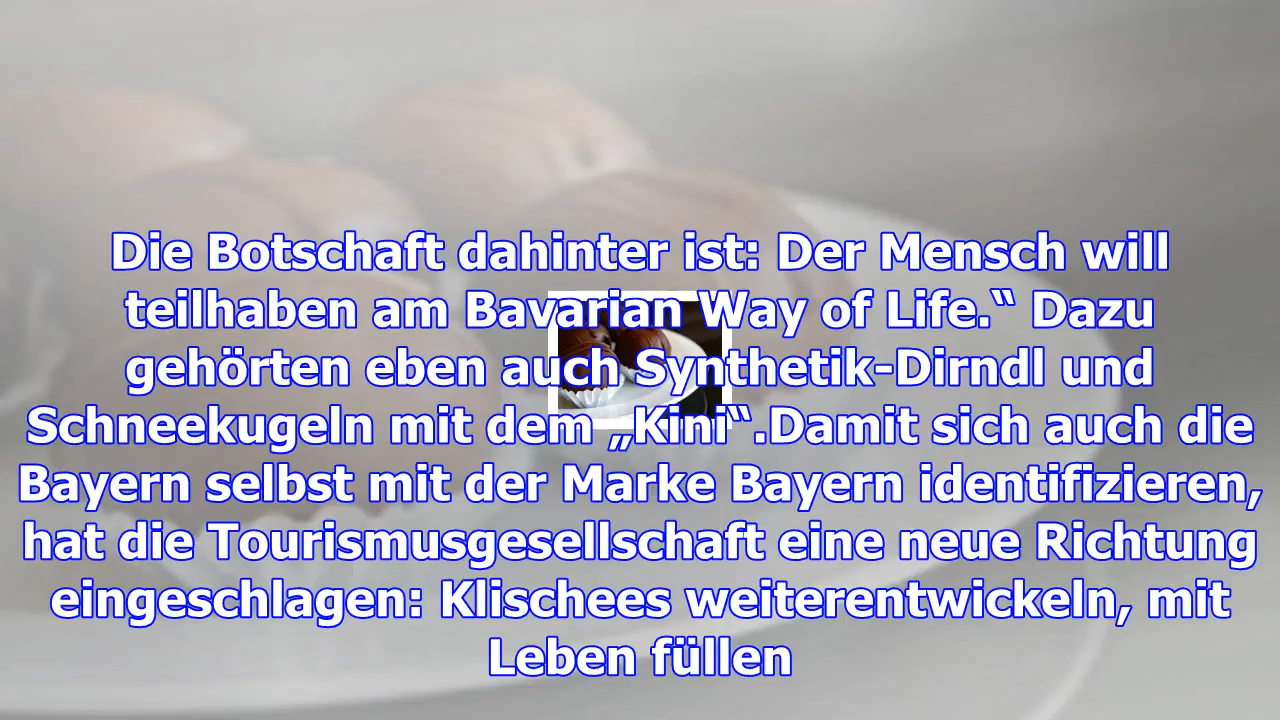 Die Botschaft dahinter ist: Der Mensch will
teilhaben am Bavarian Way of Life.“ Dazu
gehörten eben auch Synthetik-Dirndl und
Schneekugeln mit dem „Kini“.Damit sich auch die
Bayern selbst mit der Marke Bayern identifizieren,
hat die Tourismusgesellschaft eine neue Richtung
eingeschlagen: Klischees weiterentwickeln, mit
Leben füllen